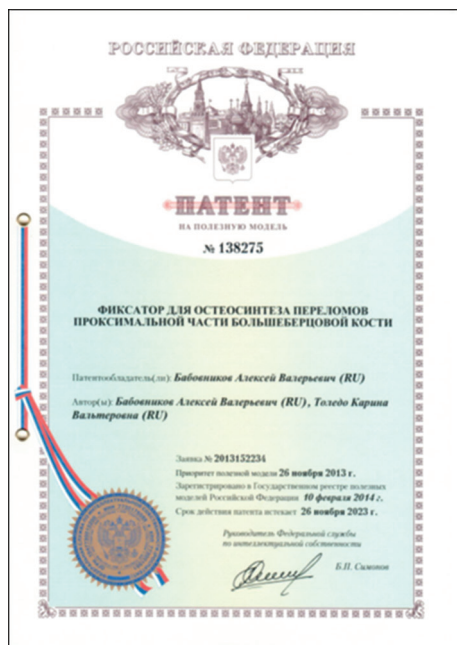 РОССИЙСКАЯ ФЕДЕРАЦИЯ
ПАТЕНТ
НА ПОЛЕЗНУЮ МОДЕЛЬ
№ 138275
ФИКСАТОР ДЛЯ ОСТЕОСИНТЕЗА ПЕРЕЛОМОВ
ПРОКСИМАЛЬНОЙ ЧАСТИ БОЛЬШЕБЕРЦОВОЙ КОСТИ
Патентообладатель(ли): Бабовников Алексей Валерьевич (RU)
Автор(ы): Бабовников Алексей Валерьевич (RU), Толедо Карина
Вальтеровна (RU)
Заявка № 2013152234
Приоритет полезной модели 26 ноября 2013 г.
Зарегистрировано в Государственном реестре полезных
моделей Российской Федерации 10 февраля 2014 г.
Срок действия патента истекает 26 ноября 2023 г.
Руководитель Федеральной службы
по интеллектуальной собственности
Б.П. Симонов